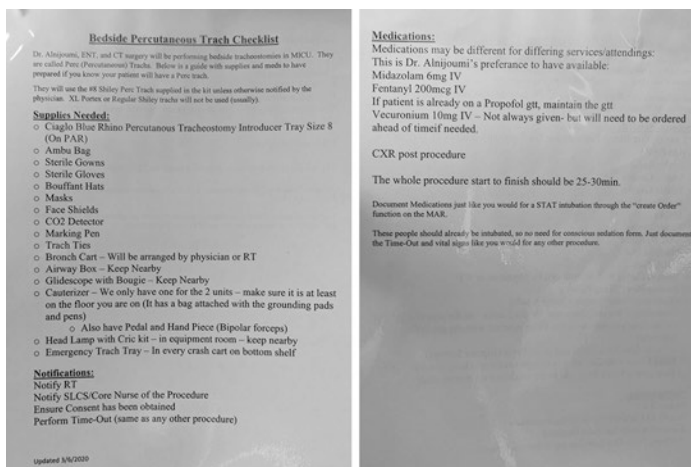 Bedside Percutaneous Trach Checklist
Dr. Alnijoumi, ENT, and CT surgery will be performing bedside tracheostomies in MICU. They
are called Perc (Percutaneous) Trachs. Below is a guide with supplies and meds to have
prepared if you know your patient will have a Perc trach.
They will use the #8 Shiley Perc Trach supplied in the kit unless otherwise notified by the
physician. XL Portex or Regular Shiley trachs will not be used (usually).
Supplies Needed:
o Ciaglo Blue Rhino Percutanous Tracheostomy Introducer Tray Size 8
(On PAR)
o Ambu Bag
o Sterile Gowns
o Sterile Gloves
o Bouffant Hats
o Masks
o Face Shields
o CO2 Detector
o Marking Pen
o Trach Ties
o Bronch Cart – Will be arranged by physician or RT
o Airway Box – Keep Nearby
o Glidescope with Bougie – Keep Nearby
o Cauterizer – We only have one for the 2 units – make sure it is at least
on the floor you are on (It has a bag attached with the grounding pads
and pens)
o Also have Pedal and Hand Piece (Bipolar forceps)
o Head Lamp with Cric kit – in equipment room – keep nearby
o Emergency Trach Tray – In every crash cart on bottom shelf
Notifications:
Notify RT
Notify SLCS/Core Nurse of the Procedure
Ensure Consent has been obtained
Perform Time-Out (same as any other procedure)
Updated 3/6/2020
Medications:
Medications may be different for differing services/attendings:
This is Dr. Alnijoumi's preferance to have available:
Midazolam 6mg IV
Fentanyl 200mcg IV
If patient is already on a Propofol gtt, maintain the gtt
Vecuronium 10mg IV – Not always given- but will need to be ordered
ahead of timeif needed.
CXR post procedure
The whole procedure start to finish should be 25-30min.
Document Medications just like you would for a STAT intubation through the "create Order"
function on the MAR.
These people should already be intubated, so no need for conscious sedation form. Just document
the Time-Out and vital signs like you would for any other procedure.